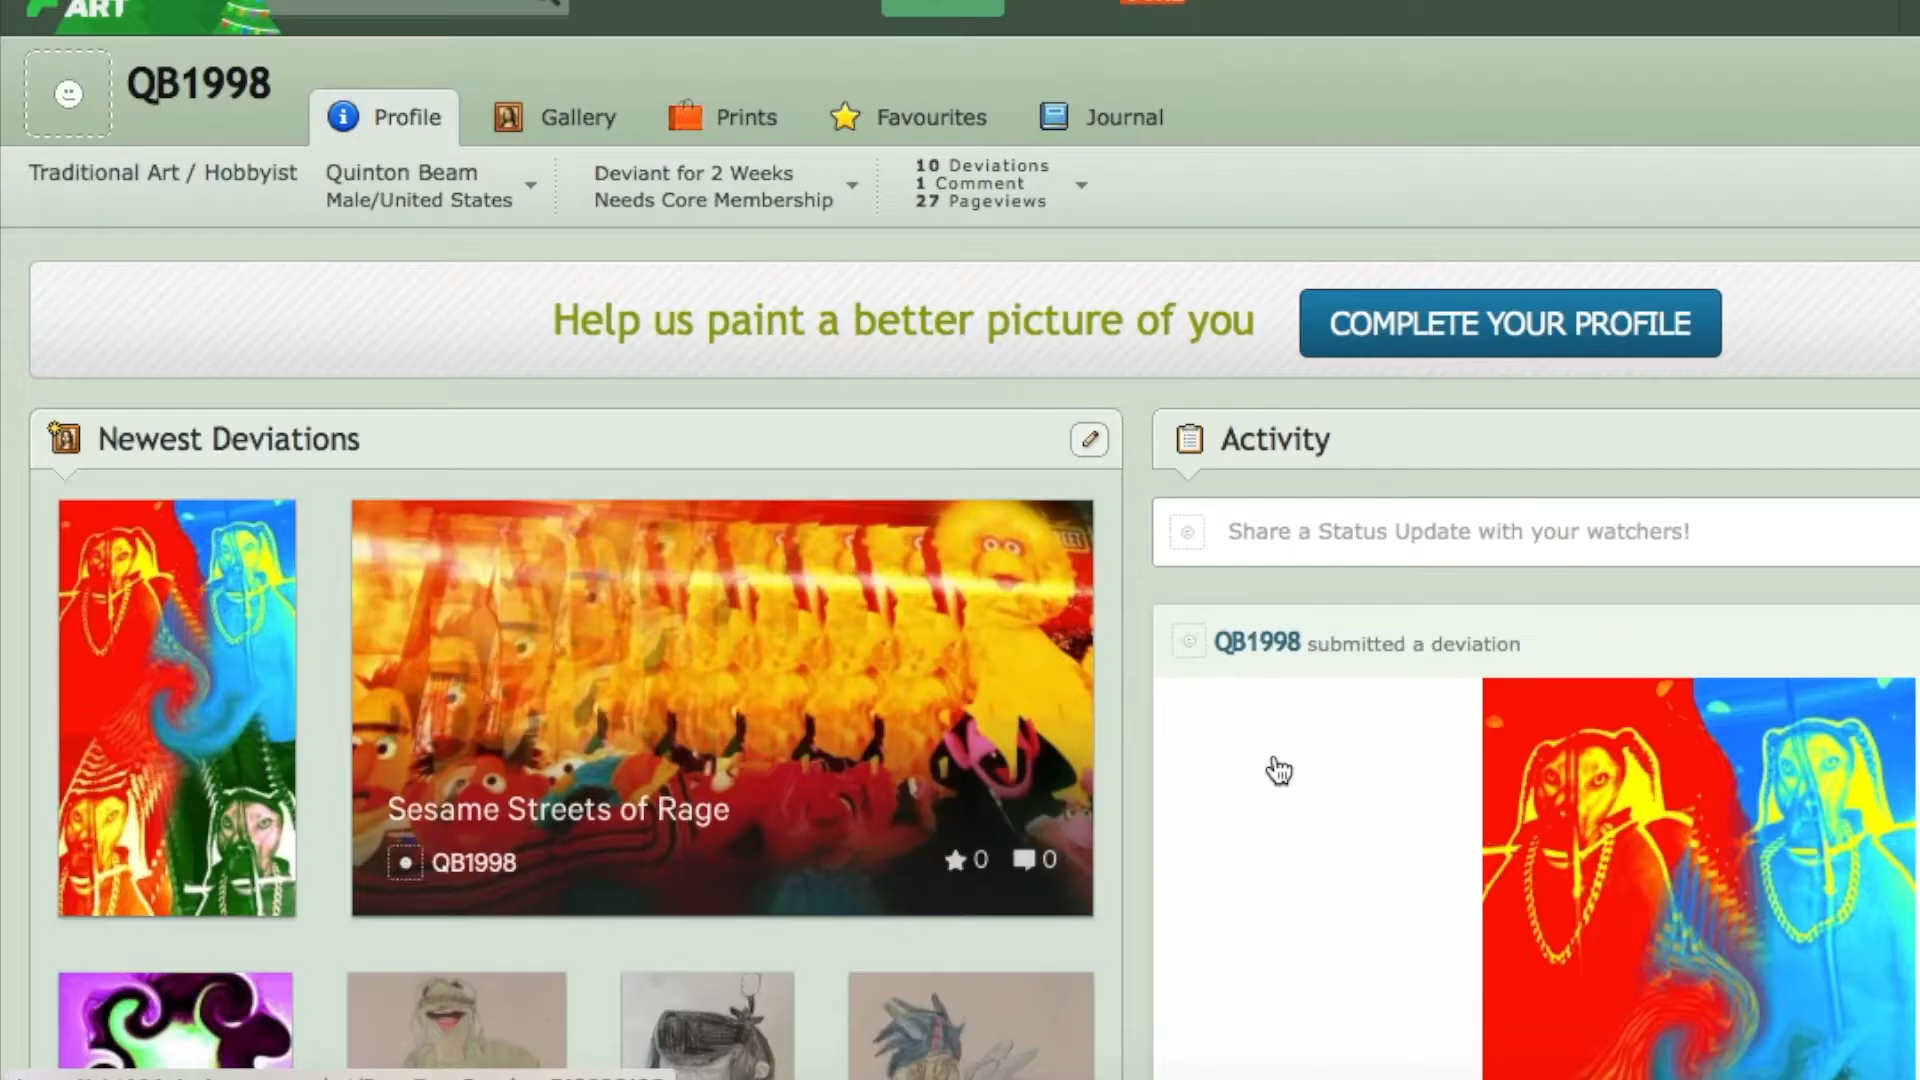 ART
QB1998
Profile
Gallery
Prints
Favourites
Journal
Traditional Art / Hobbyist
Quinton Beam
Male/United States
Deviant for 2 Weeks
Needs Core Membership
10 Deviations
1 Comment
27 Pageviews
Help us paint a better picture of you
COMPLETE YOUR PROFILE
Newest Deviations
Activity
Share a Status Update with your watchers!
QB1998 submitted a deviation
Sesame Streets of Rage
QB1998
0
0